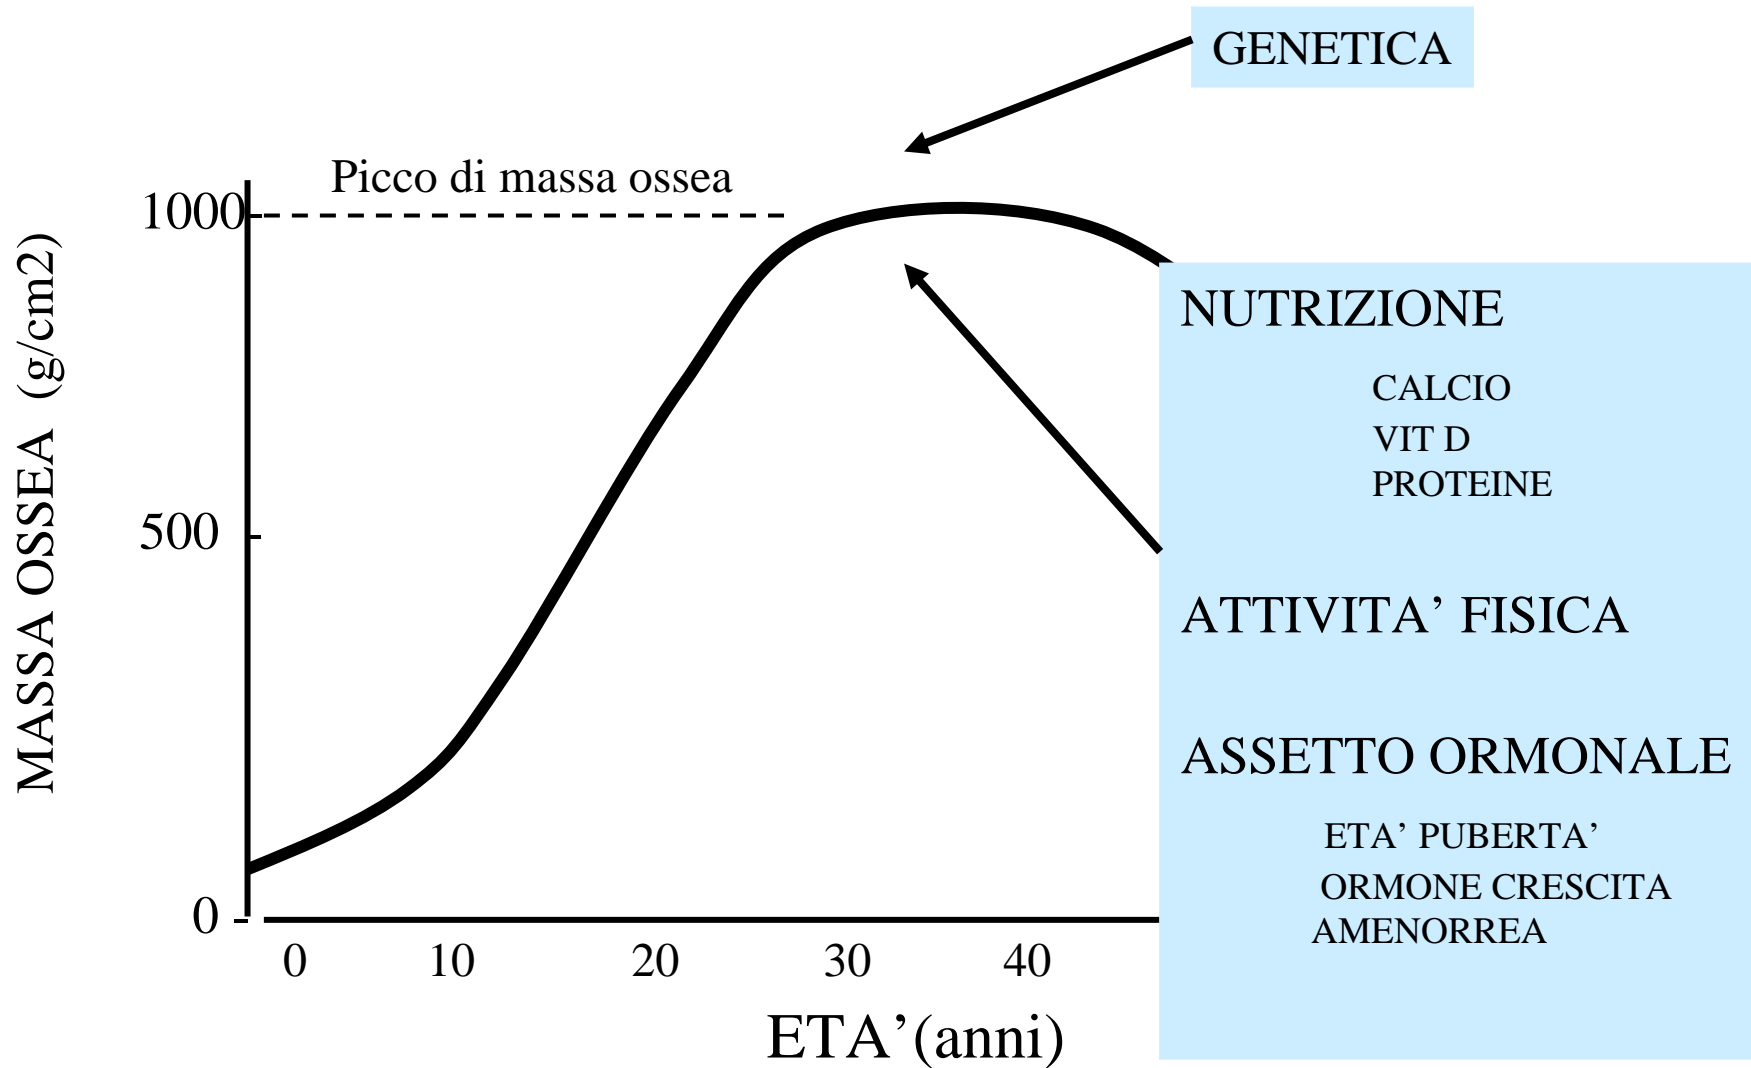 GENETICA
Picco di massa ossea
1000
500
0
MASSA OSSEA (g/cm2)
0 10 20 30 40
ETA’(anni)
NUTRIZIONE
CALCIO
VIT D
PROTEINE
ATTIVITA’ FISICA
ASSETTO ORMONALE
ETA’ PUBERTA’
ORMONE CRESCITA
AMENORREA